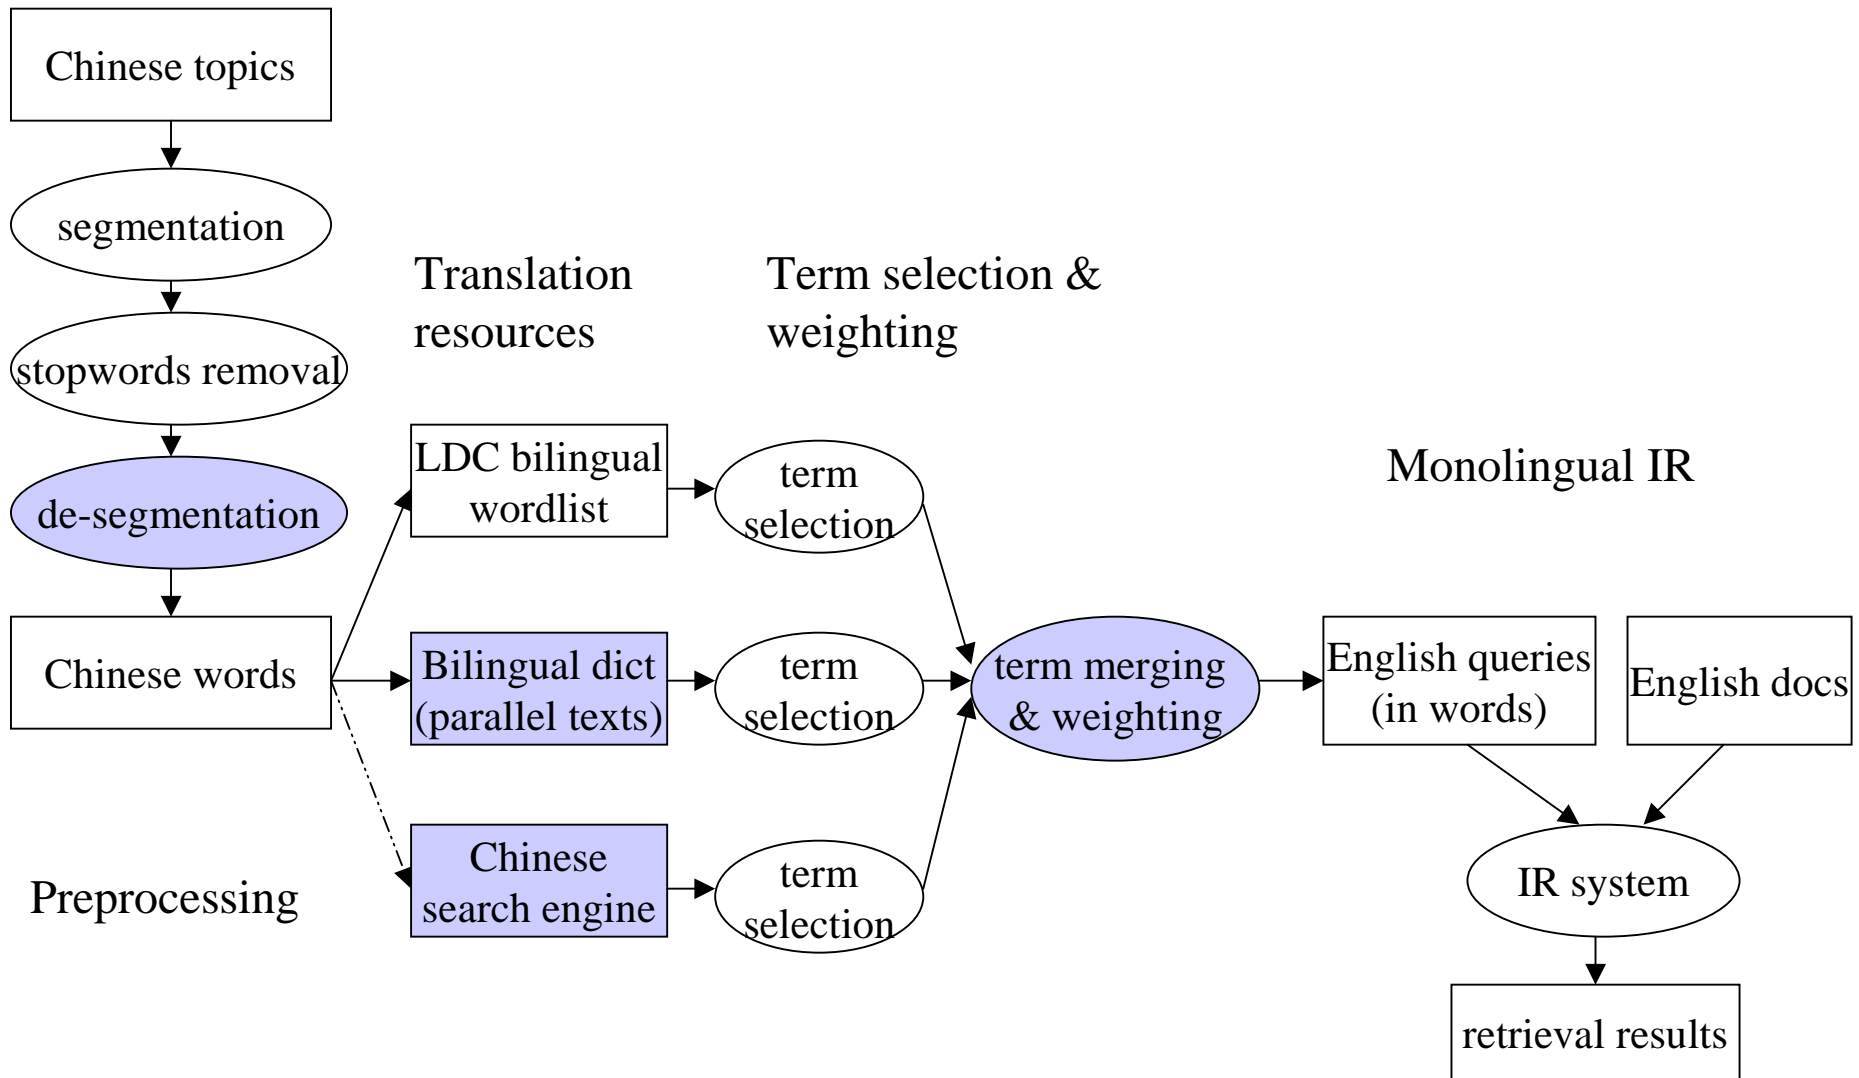 Chinese topics
segmentation
stopwords removal
de-segmentation
Chinese words
Preprocessing
Translation
resources
LDC bilingual
wordlist
Bilingual dict
(parallel texts)
Chinese
search engine
Term selection &
weighting
term
selection
term
selection
term
selection
term merging
& weighting
Monolingual IR
English queries
(in words)
English docs
IR system
retrieval results